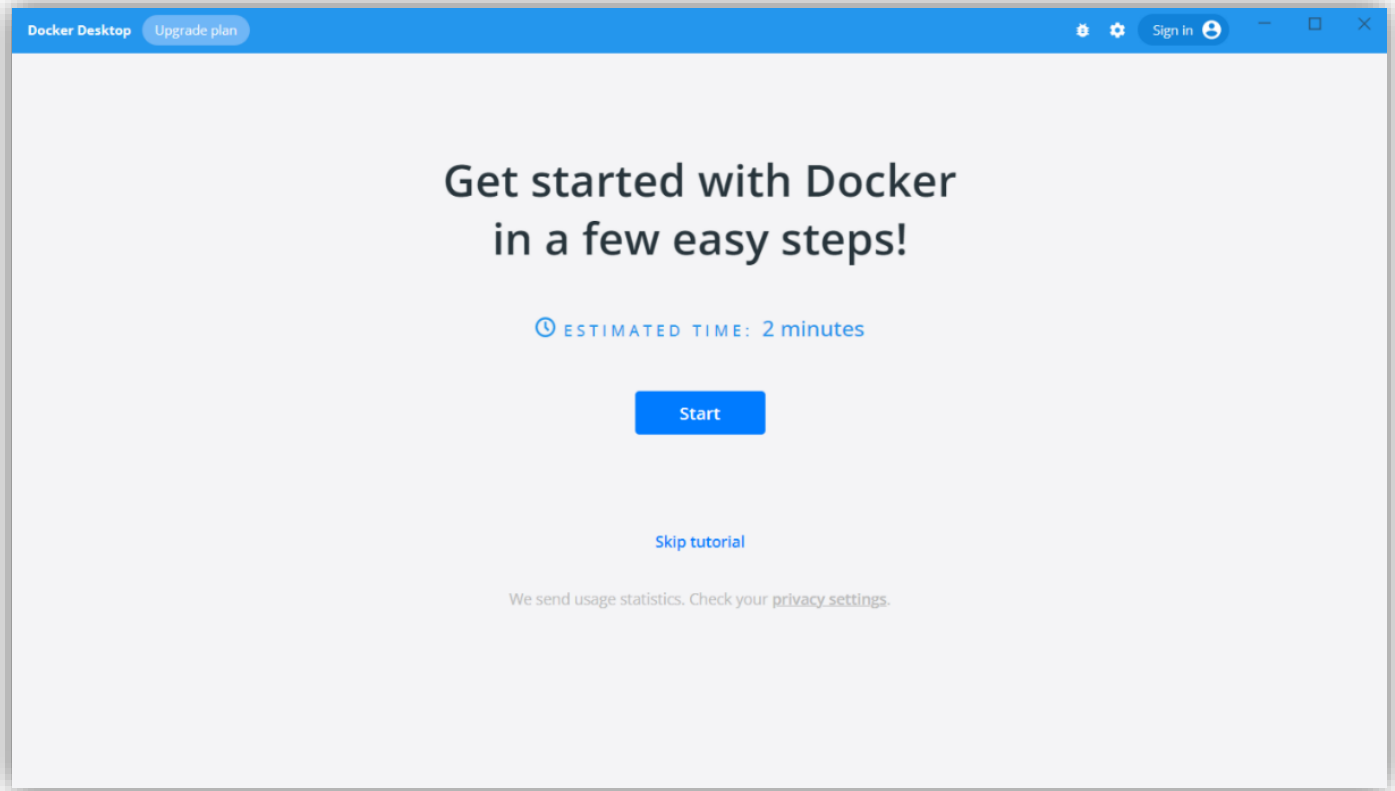 Docker Desktop Upgrade plan Sign in
Get started with Docker
in a few easy steps!
ESTIMATED TIME: 2 minutes
Start
Skip tutorial
We send usage statistics. Check your privacy settings.